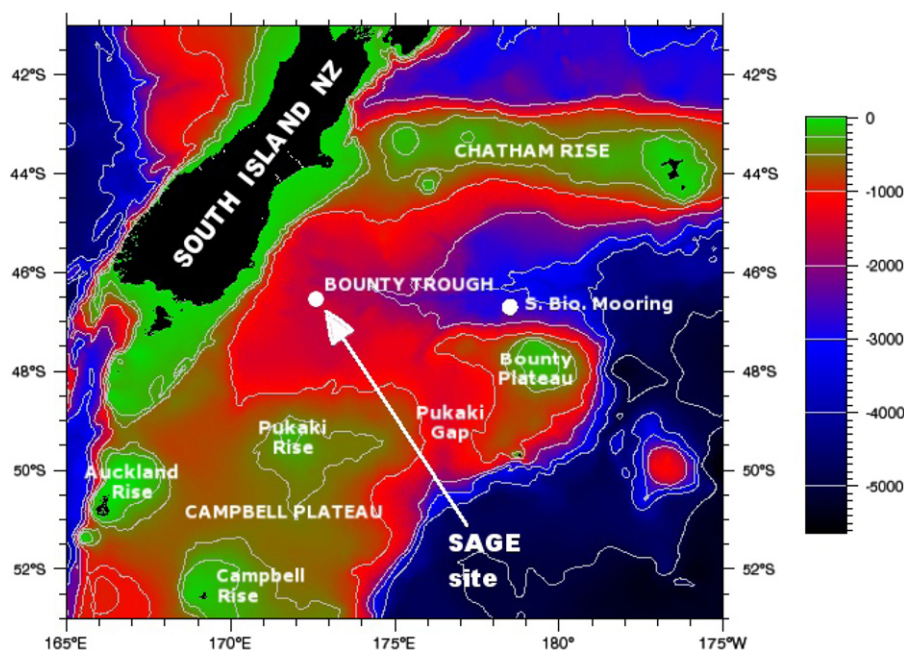 42°S
44°S
46°S
48°S
50°S
52°S
SOUTH ISLAND NZ
CHATHAM RISE
BOUNTY TROUGH
S. Bio. Mooring
Bounty
Plateau
Pukaki
Gap
Pukaki
Rise
Auckland
Rise
CAMPBELL PLATEAU
SAGE
site
Campbell
Rise
42°S
44°S
46°S
48°S
50°S
52°S
165°E
170°E
175°E
180°
175°W
0
-1000
-2000
-3000
-4000
-5000